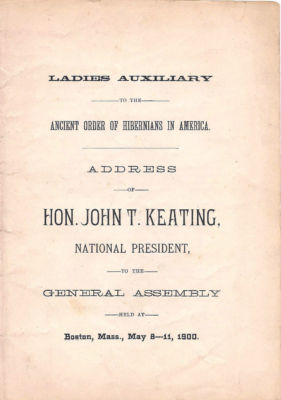 LADIES AUXILIARY
—TO THE—
ANCIENT ORDER OF HIBERNIANS IN AMERICA.
ADDRESS
—OF—
HON. JOHN T. KEATING,
NATIONAL PRESIDENT,
—TO THE—
GENERAL ASSEMBLY
—HELD AT—
Boston, Mass., May 8—11, 1900.